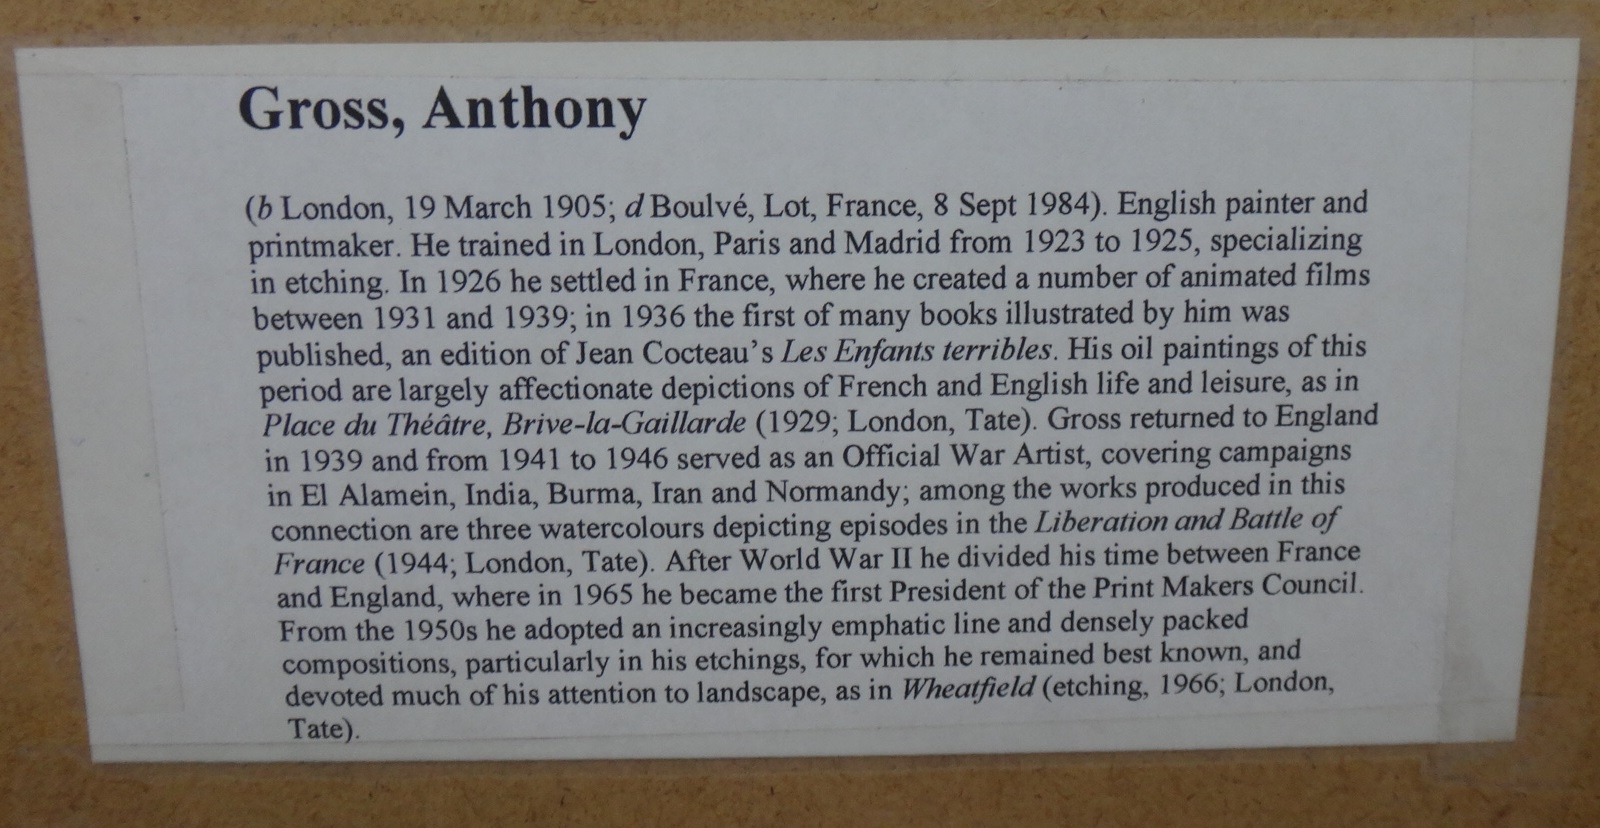 Gross, Anthony
(b London, 19 March 1905; d Boulvé, Lot, France, 8 Sept 1984). English painter and
printmaker. He trained in London, Paris and Madrid from 1923 to 1925, specializing
in etching. In 1926 he settled in France, where he created a number of animated films
between 1931 and 1939; in 1936 the first of many books illustrated by him was
published, an edition of Jean Cocteau's Les Enfants terribles. His oil paintings of this
period are largely affectionate depictions of French and English life and leisure, as in
Place du Théâtre, Brive-la-Gaillarde (1929; London, Tate). Gross returned to England
in 1939 and from 1941 to 1946 served as an Official War Artist, covering campaigns
in El Alamein, India, Burma, Iran and Normandy; among the works produced in this
connection are three watercolours depicting episodes in the Liberation and Battle of
France (1944; London, Tate). After World War II he divided his time between France
and England, where in 1965 he became the first President of the Print Makers Council.
From the 1950s he adopted an increasingly emphatic line and densely packed
compositions, particularly in his etchings, for which he remained best known, and
devoted much of his attention to landscape, as in Wheatfield (etching, 1966; London,
Tate).